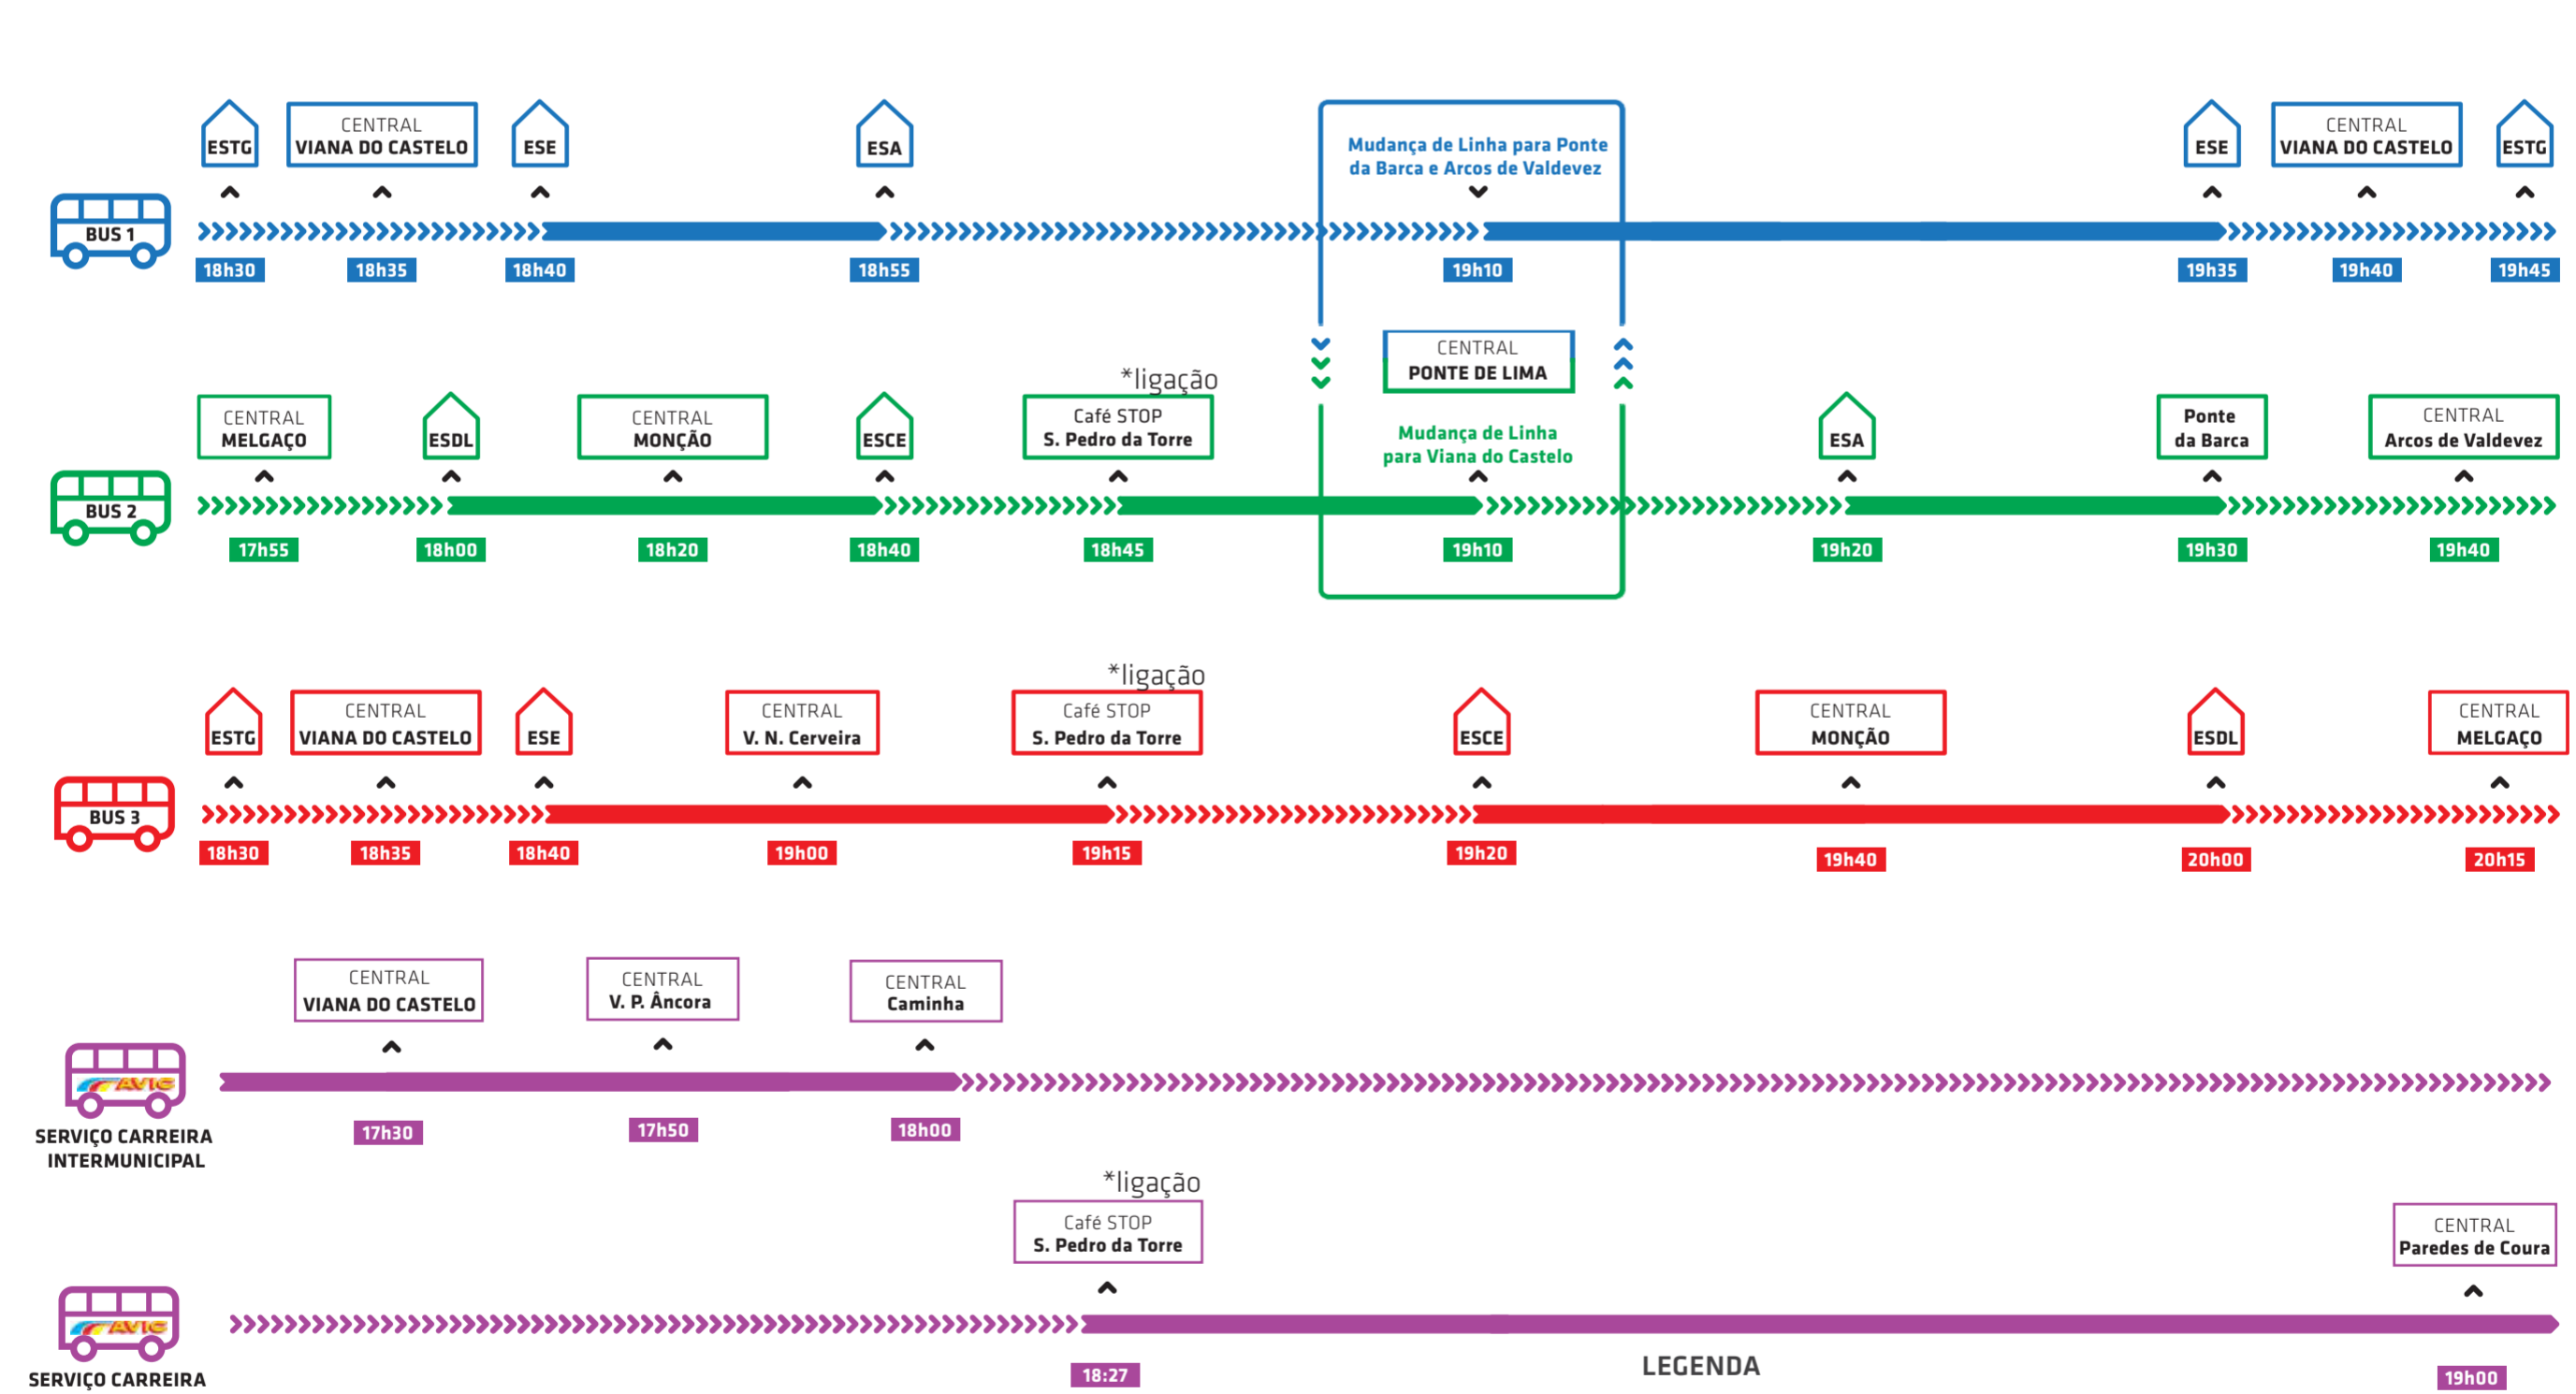 ESTG
CENTRAL
VIANA DO CASTELO
ESE
ESA
Mudança de Linha para Ponte
da Barca e Arcos de Valdevez
ESE
CENTRAL
VIANA DO CASTELO
ESTG
BUS 1
18h30
18h35
18h40
18h55
19h10
19h35
19h40
19h45
CENTRAL
PONTE DE LIMA
*ligação
CENTRAL
MELGAÇO
ESDL
CENTRAL
MONÇÃO
ESCE
Café STOP
S. Pedro da Torre
Mudança de Linha
para Viana do Castelo
ESA
Ponte
da Barca
CENTRAL
Arcos de Valdevez
BUS 2
17h55
18h00
18h20
18h40
18h45
19h10
19h20
19h30
19h40
*ligação
ESTG
CENTRAL
VIANA DO CASTELO
ESE
CENTRAL
V. N. Cerveira
Café STOP
S. Pedro da Torre
ESCE
CENTRAL
MONÇÃO
ESDL
CENTRAL
MELGAÇO
BUS 3
18h30
18h35
18h40
19h00
19h15
19h20
19h40
20h00
20h15
CENTRAL
VIANA DO CASTELO
CENTRAL
V. P. Âncora
CENTRAL
Caminha
AVIC
SERVIÇO CARREIRA
INTERMUNICIPAL
17h30
17h50
18h00
*ligação
Café STOP
S. Pedro da Torre
CENTRAL
Paredes de Coura
AVIC
SERVIÇO CARREIRA
18:27
LEGENDA
19h00